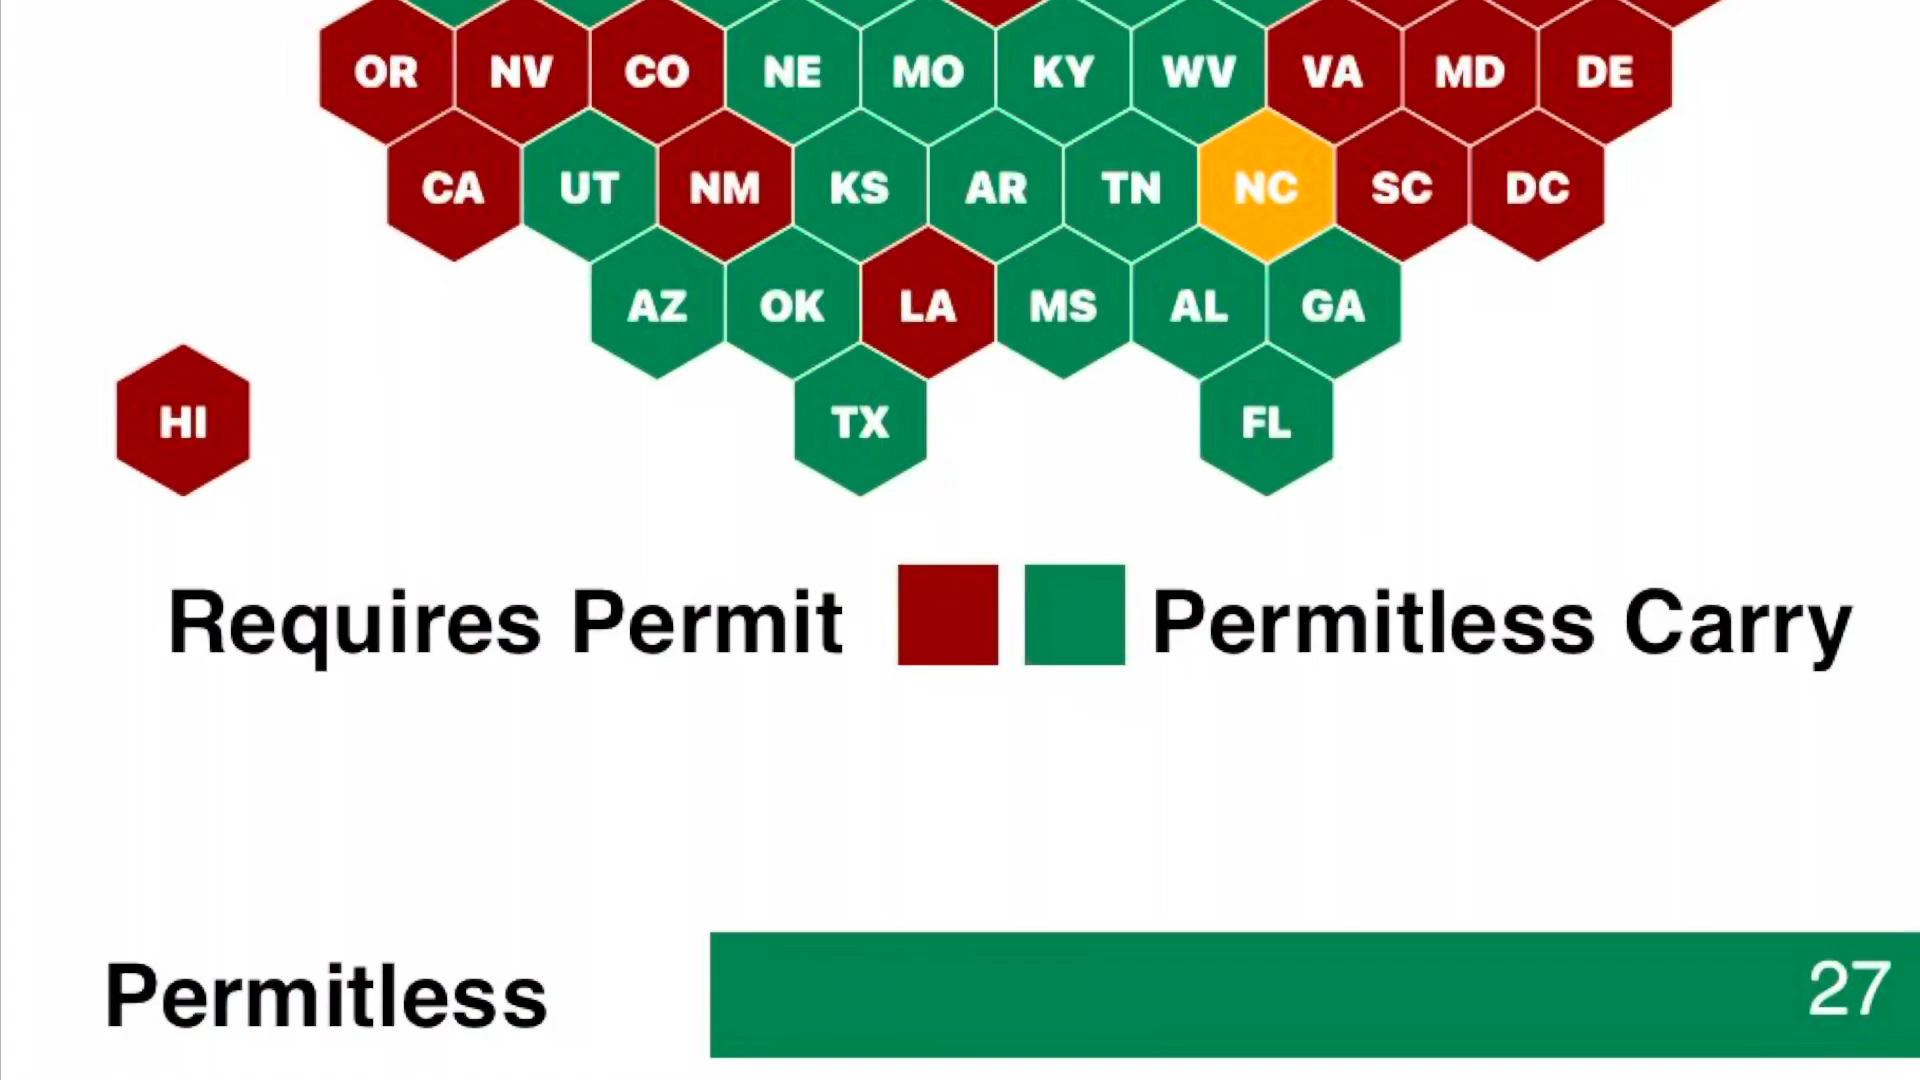 OR NV CO NE MO KY WV VA MD DE
CA UT NM KS AR TN NC SC DC
AZ OK LA MS AL GA
HI TX FL
Requires Permit Permitless Carry
Permitless 27